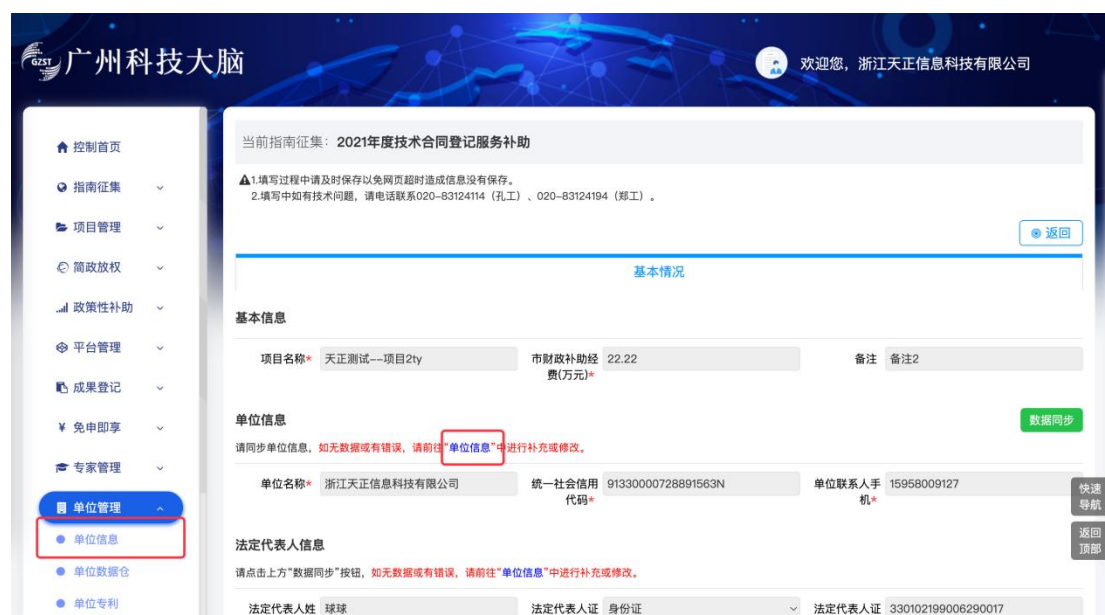 GZST 广州科技大脑
欢迎您，浙江天正信息科技有限公司
控制首页
指南征集
项目管理
简政放权
政策性补助
平台管理
成果登记
免申即享
专家管理
单位管理
单位信息
单位数据仓
单位专利
当前指南征集：2021年度技术合同登记服务补助
1.填写过程中请及时保存以免网页超时造成信息没有保存。
2.填写中如有技术问题，请电话联系020-83124114（孔工）、020-83124194（郑工）。
返回
基本情况
基本信息
项目名称* 天正测试--项目2ty 市财政补助经 22.22 备注 备注2
费(万元)*
单位信息 数据同步
请同步单位信息，如无数据或有错误，请前往"单位信息"中进行补充或修改。
单位名称* 浙江天正信息科技有限公司 统一社会信用 91330000728891563N 单位联系人手 15958009127
代码* 机*
快速
导航
返回
顶部
法定代表人信息
请点击上方"数据同步"按钮，如无数据或有错误，请前往"单位信息"中进行补充或修改。
法定代表人姓 球球 法定代表人证 身份证 法定代表人证 330102199006290017